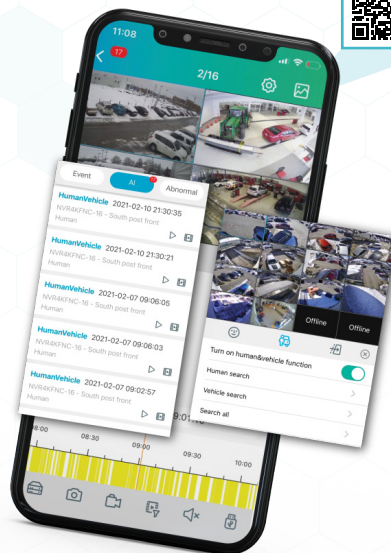 11:08
17
2/16
Event AI Abnormal
HumanVehicle 2021-02-10 21:30:35
NVR4KFNC-16 - South post front
Human
HumanVehicle 2021-02-10 21:30:21
NVR4KFNC-16 - South post front
Human
HumanVehicle 2021-02-07 09:06:05
NVR4KFNC-16 - South post front
Human
HumanVehicle 2021-02-07 09:06:03
NVR4KFNC-16 - South post front
Human
HumanVehicle 2021-02-07 09:02:57
NVR4KFNC-16 - South post front
Human
Offline Offline
Turn on human&vehicle function
Human search
Vehicle search
Search all
08:30 09:00 09:30 10:00